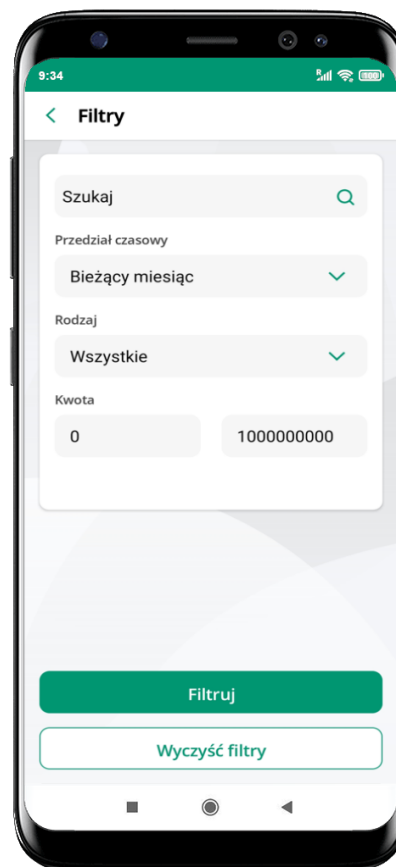 9:34
Filtry
Szukaj
Przedział czasowy
Bieżący miesiąc
Rodzaj
Wszystkie
Kwota
0 1000000000
Filtruj
Wyczyść filtry